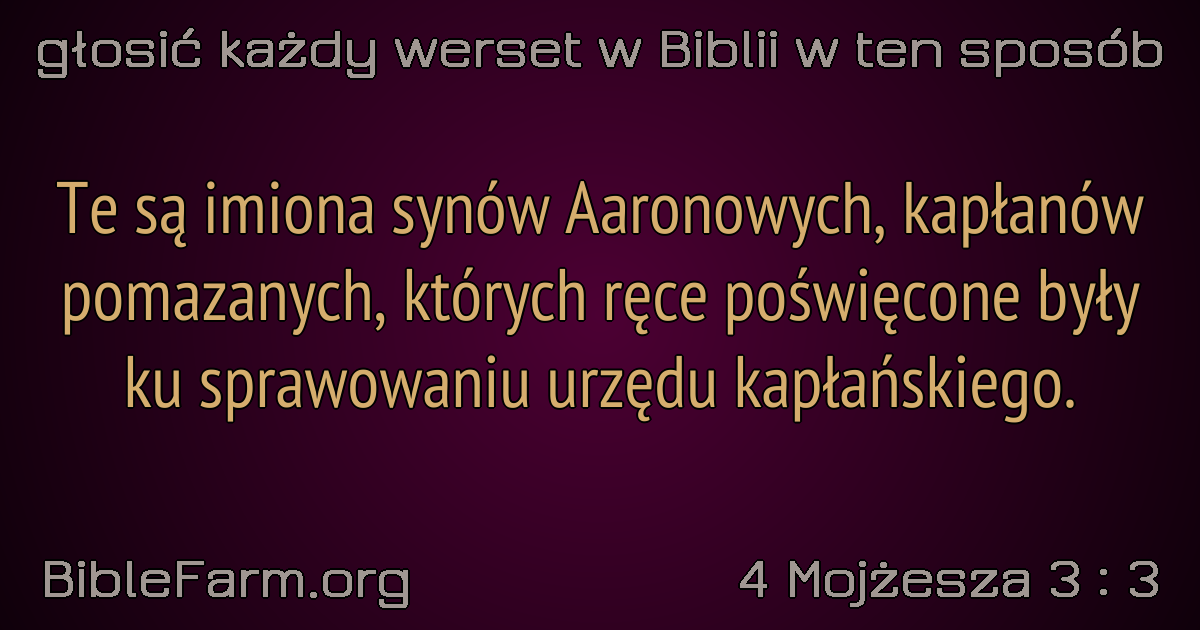 głosić każdy werset w Biblii w ten sposób
Te są imiona synów Aaronowych, kapłanów
pomazanych, których ręce poświęcone były
ku sprawowaniu urzędu kapłańskiego.
BibleFarm.org
4 Mojżesza 3 : 3